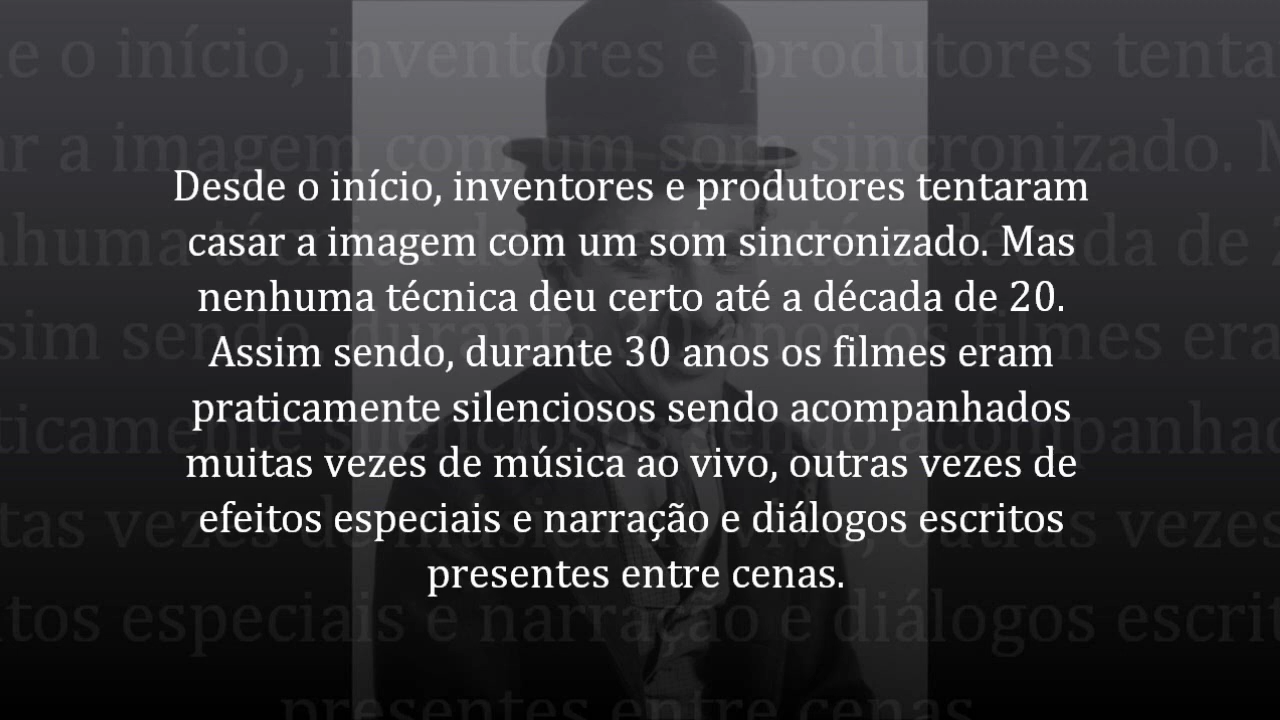 Desde o início, inventores e produtores tentaram
casar a imagem com um som sincronizado. Mas
nenhuma técnica deu certo até a década de 20.
Assim sendo, durante 30 anos os filmes eram
praticamente silenciosos sendo acompanhados
muitas vezes de música ao vivo, outras vezes de
efeitos especiais e narração e diálogos escritos
presentes entre cenas.